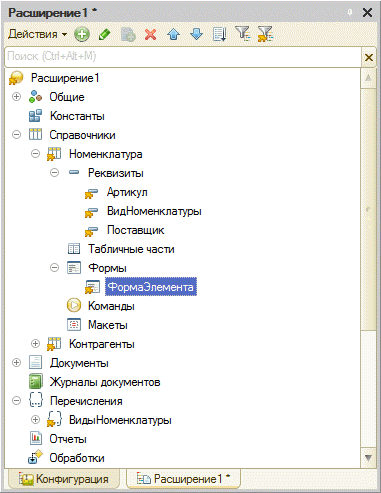 Расширение1 *
Действия
Поиск (Ctrl+Alt+M)
Расширение1
Общие
Константы
Справочники
Номенклатура
Реквизиты
Артикул
ВидНоменклатуры
Поставщик
Табличные части
Формы
ФормаЭлемента
Команды
Макеты
Контрагенты
Документы
Журналы документов
Перечисления
ВидыНоменклатуры
Отчеты
Обработки
Конфигурация Расширение1 *